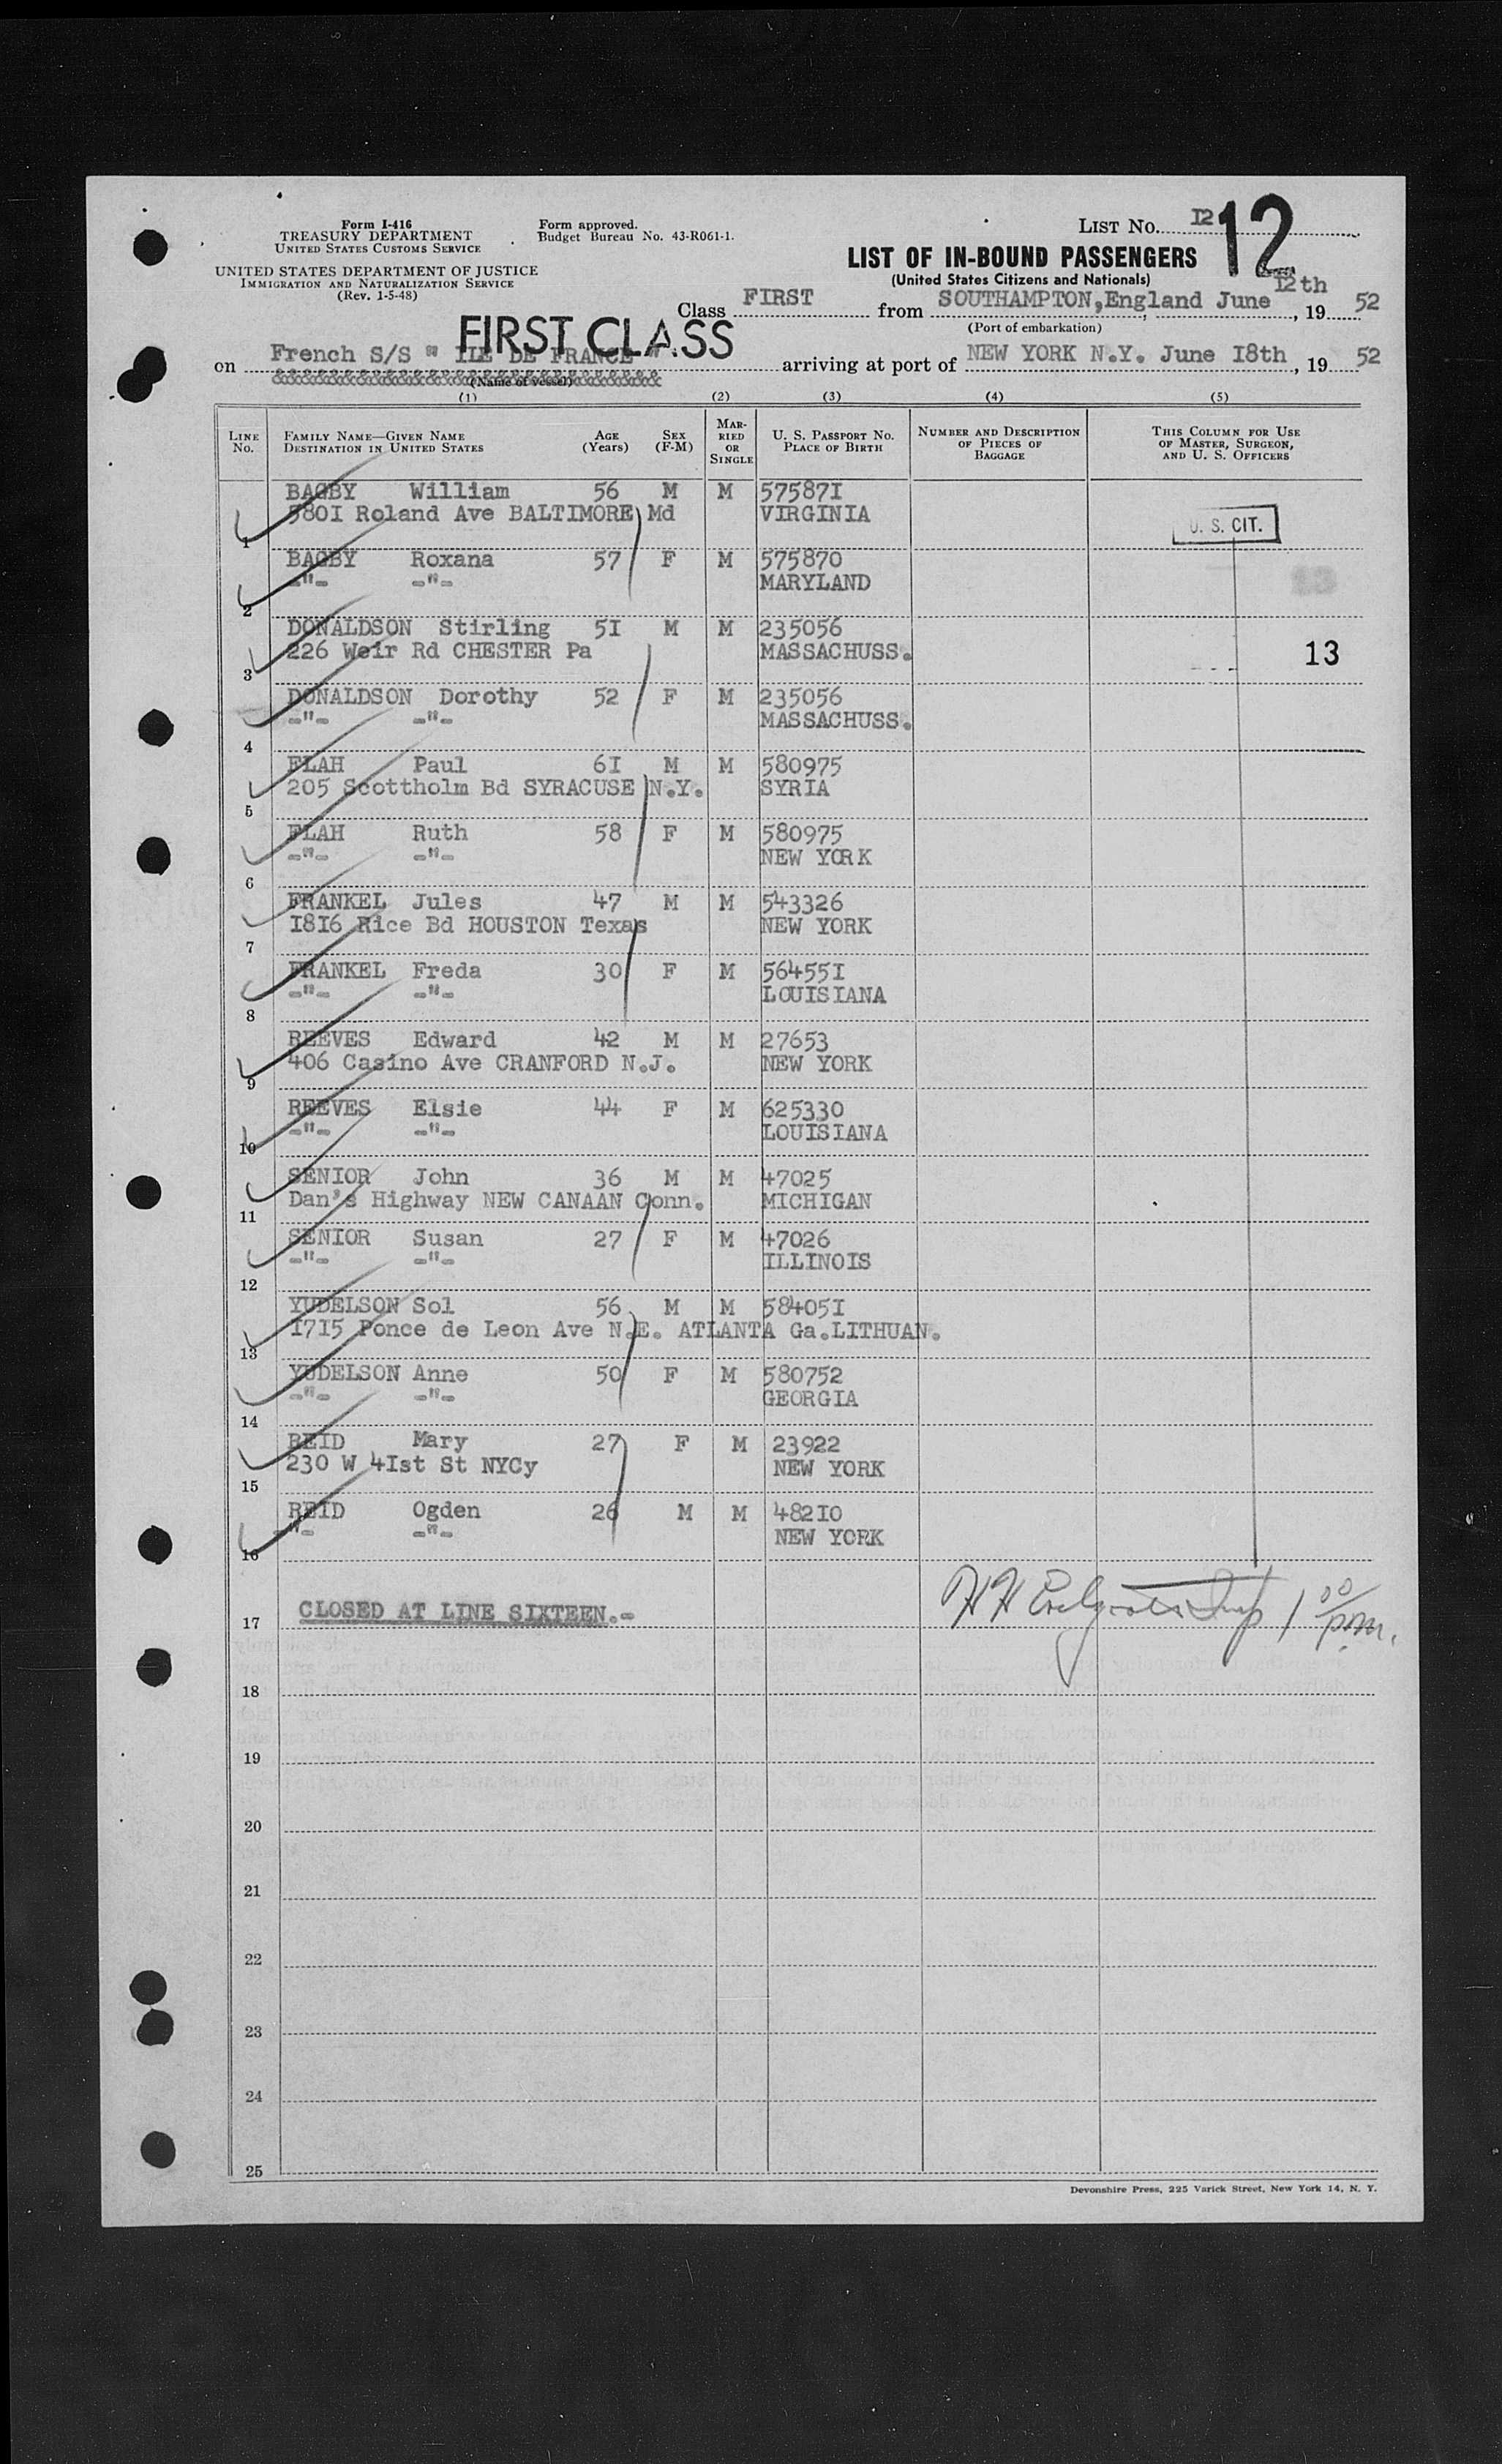 Form I-416
TREASURY DEPARTMENT
UNITED STATES CUSTOMS SERVICE
UNITED STATES DEPARTMENT OF JUSTICE
IMMIGRATION AND NATURALIZATION SERVICE
(Rev. 1-5-48)
Form approved.
Budget Bureau No. 43-R061-1.
LIST No. I2 12
LIST OF IN-BOUND PASSENGERS
(United States Citizens and Nationals)
Class FIRST from SOUTHAMPTON,England June I2th, 19 52
(Port of embarkation)
FIRST CLASS
on French S/S " ILE DE FRANCE ". arriving at port of NEW YORK N.Y. June I8th, 19 52
(Name of vessel)
(1) (2) (3) (4) (5)
LINE No. FAMILY NAME—GIVEN NAME DESTINATION IN UNITED STATES AGE (Years) SEX (F-M) MARRIED OR SINGLE U. S. PASSPORT NO. PLACE OF BIRTH NUMBER AND DESCRIPTION OF PIECES OF BAGGAGE THIS COLUMN FOR USE OF MASTER, SURGEON, AND U. S. OFFICERS
BAGBY William 56 M M 57587I
1 580I Roland Ave BALTIMORE Md VIRGINIA U. S. CIT.
BAGBY Roxana 57 F M 575870
2 -"- -"- MARYLAND
DONALDSON Stirling 5I M M 235056
3 226 Weir Rd CHESTER Pa MASSACHUSS. 13
DONALDSON Dorothy 52 F M 235056
4 -"- -"- MASSACHUSS.
FLAH Paul 6I M M 580975
5 205 Scottholm Bd SYRACUSE N.Y. SYRIA
FLAH Ruth 58 F M 580975
6 -"- -"- NEW YORK
FRANKEL Jules 47 M M 543326
7 I8I6 Rice Bd HOUSTON Texas NEW YORK
FRANKEL Freda 30 F M 56455I
8 -"- -"- LOUISIANA
REEVES Edward 42 M M 27653
9 406 Casino Ave CRANFORD N.J. NEW YORK
REEVES Elsie 44 F M 625330
10 -"- -"- LOUISIANA
SENIOR John 36 M M 47025
11 Dan's Highway NEW CANAAN Conn. MICHIGAN
SENIOR Susan 27 F M 47026
12 -"- -"- ILLINOIS
YUDELSON Sol 56 M M 58405I
13 I7I5 Ponce de Leon Ave N.E. ATLANTA Ga. LITHUAN.
YUDELSON Anne 50 F M 580752
14 -"- -"- GEORGIA
REID Mary 27 F M 23922
15 230 W 4Ist St NYCy NEW YORK
REID Ogden 26 M M 482I0
16 -"- -"- NEW YORK
17 CLOSED AT LINE SIXTEEN.- 1 00/pm.
18
19
20
21
22
23
24
25
Devonshire Press, 225 Varick Street, New York 14, N. Y.